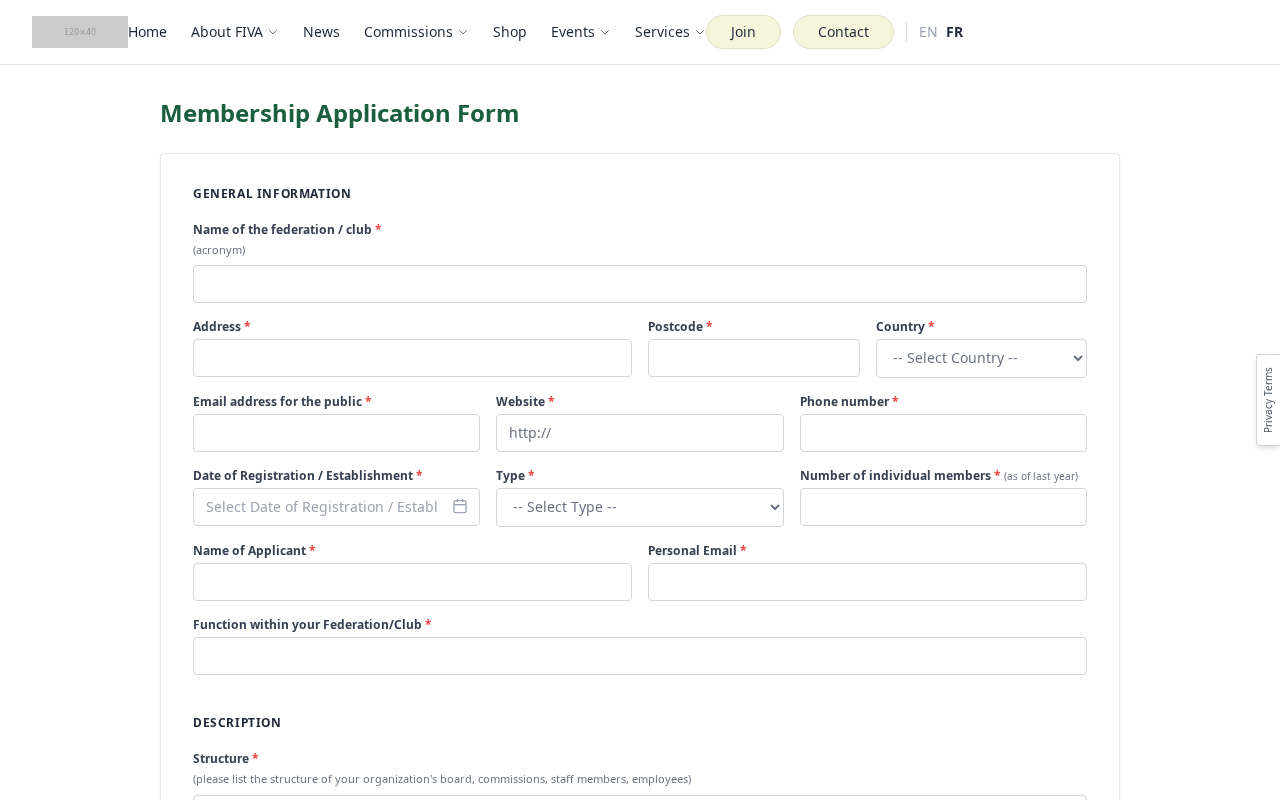 120×40
Home About FIVA News Commissions Shop Events Services Join Contact EN FR
Membership Application Form
GENERAL INFORMATION
Name of the federation / club *
(acronym)
Address * Postcode * Country *
-- Select Country --
Email address for the public * Website * Phone number *
http://
Date of Registration / Establishment * Type * Number of individual members * (as of last year)
Select Date of Registration / Establ -- Select Type --
Name of Applicant * Personal Email *
Function within your Federation/Club *
DESCRIPTION
Structure *
(please list the structure of your organization's board, commissions, staff members, employees)
Privacy Terms